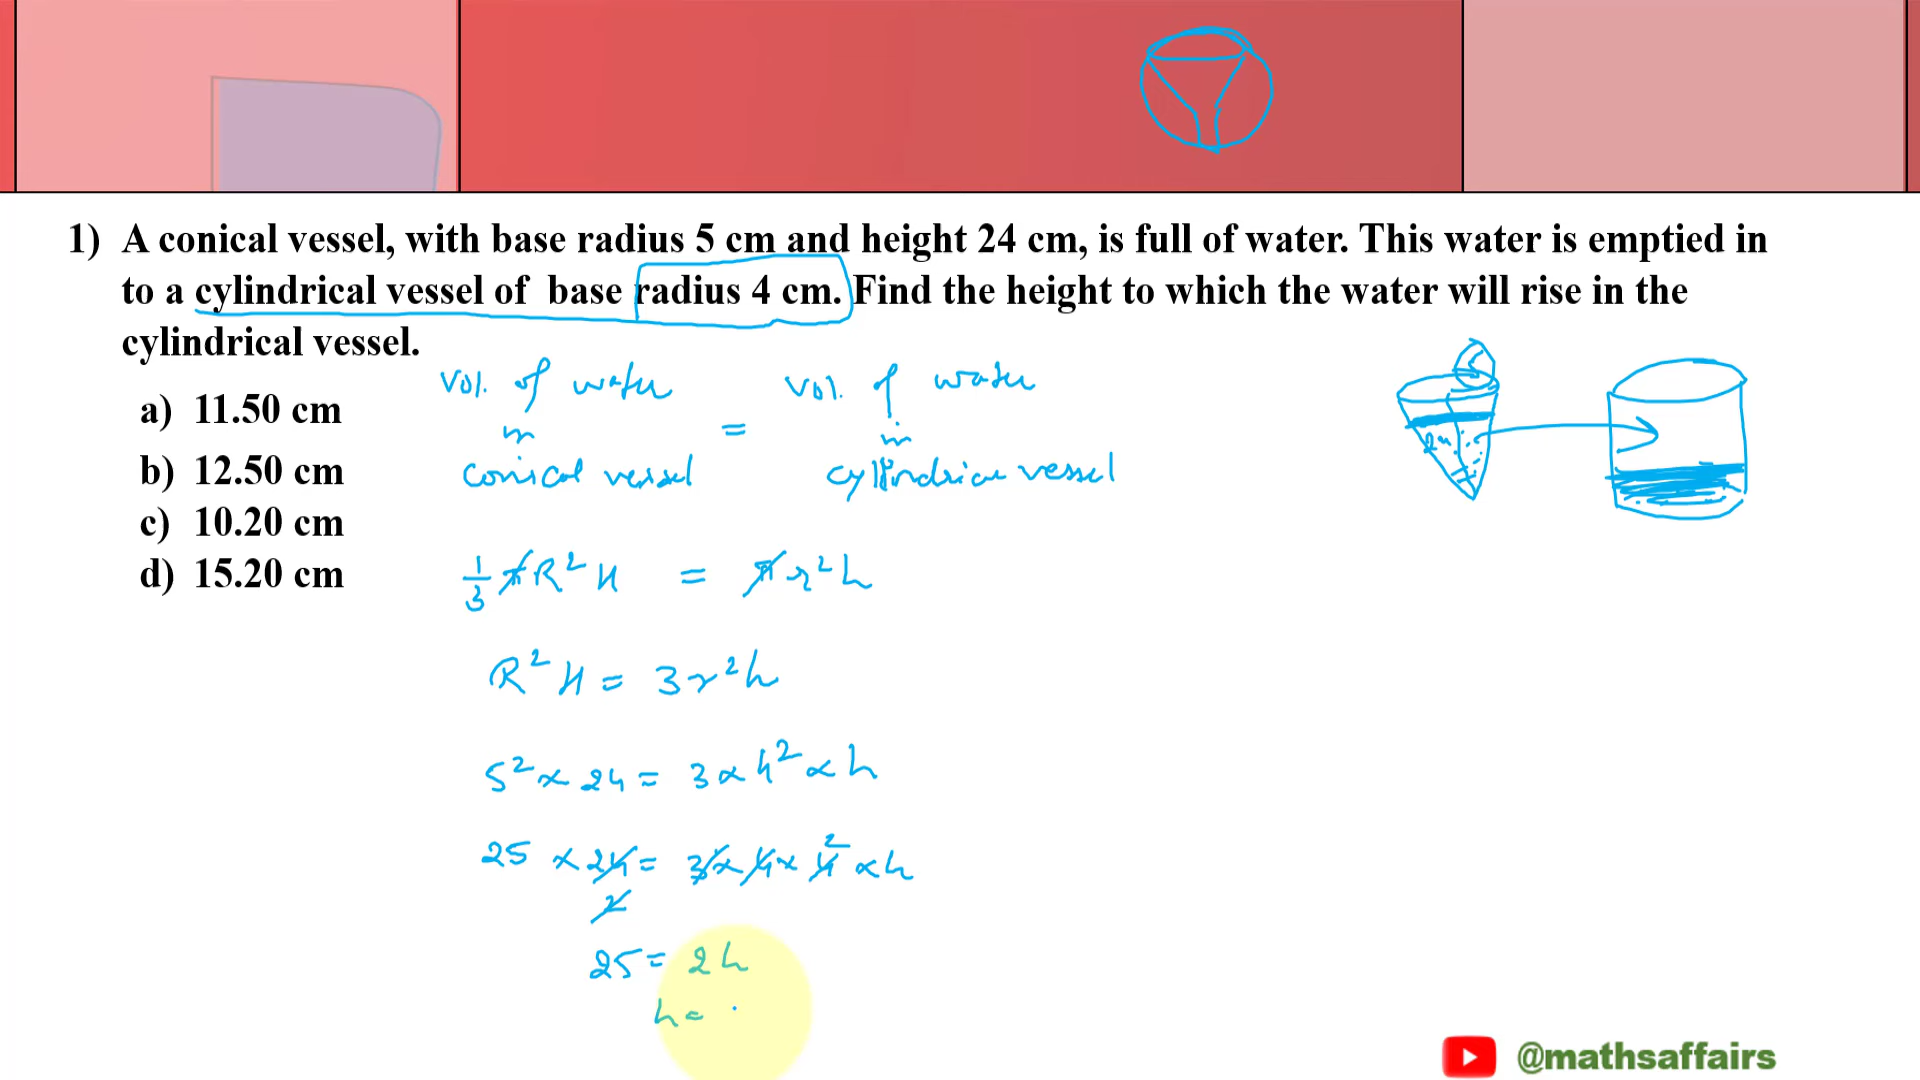 1) A conical vessel, with base radius 5 cm and height 24 cm, is full of water. This water is emptied in
to a cylindrical vessel of base radius 4 cm. Find the height to which the water will rise in the
cylindrical vessel.
a) 11.50 cm
b) 12.50 cm
c) 10.20 cm
d) 15.20 cm
Vol. of water = Vol. of water
in in
conical vessel cylindrical vessel
5
24
1/3 πR²H = πr²h
R²H = 3r²h
5² × 24 = 3 × 4² × h
25 × 24 = 3 × 4 × 4 × h
2 2
25 = 2h
h =
@mathsaffairs